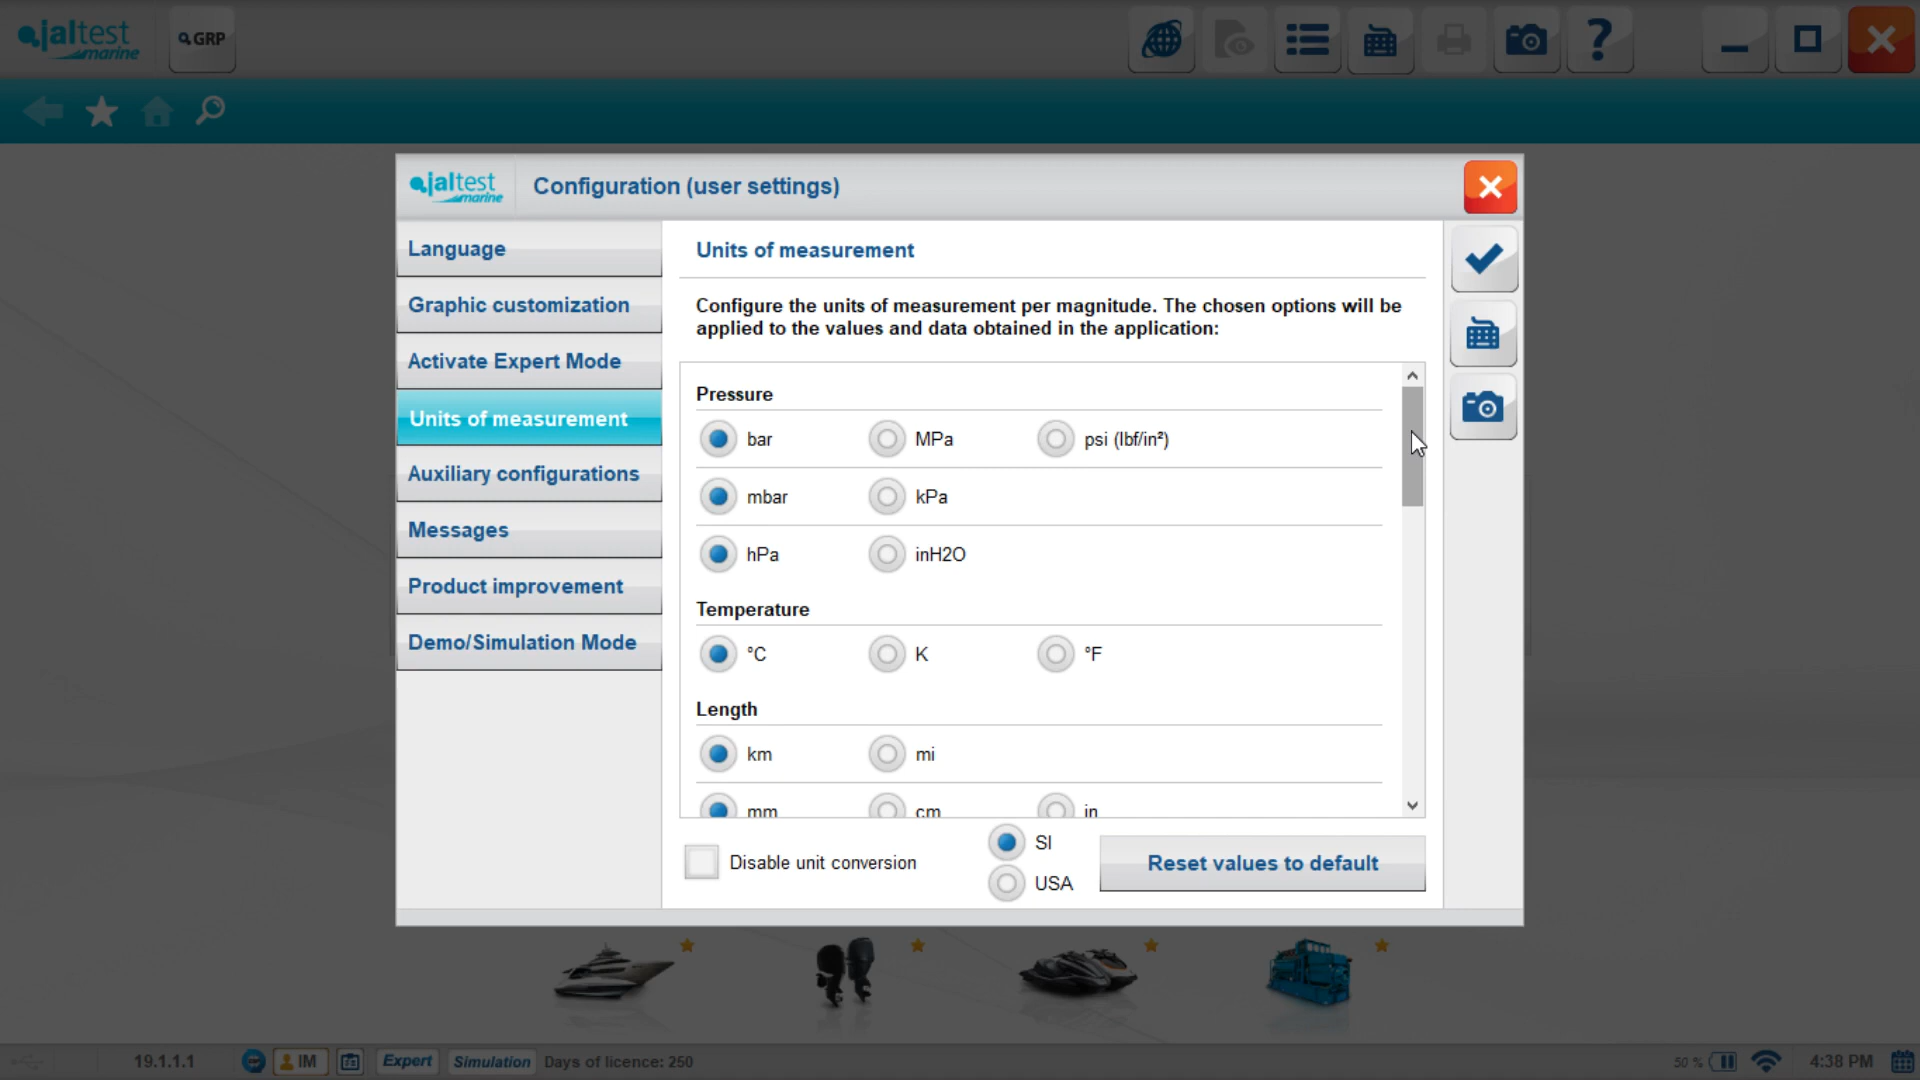 jaltest
marine
GRP
?
jaltest
marine
Configuration (user settings)
Language
Graphic customization
Activate Expert Mode
Units of measurement
Auxiliary configurations
Messages
Product improvement
Demo/Simulation Mode
Units of measurement
Configure the units of measurement per magnitude. The chosen options will be
applied to the values and data obtained in the application:
Pressure
bar MPa psi (lbf/in²)
mbar kPa
hPa inH2O
Temperature
°C K °F
Length
km mi
mm cm in
Disable unit conversion
SI
USA
Reset values to default
19.1.1.1 IM Expert Simulation Days of licence: 250 50 % 4:38 PM